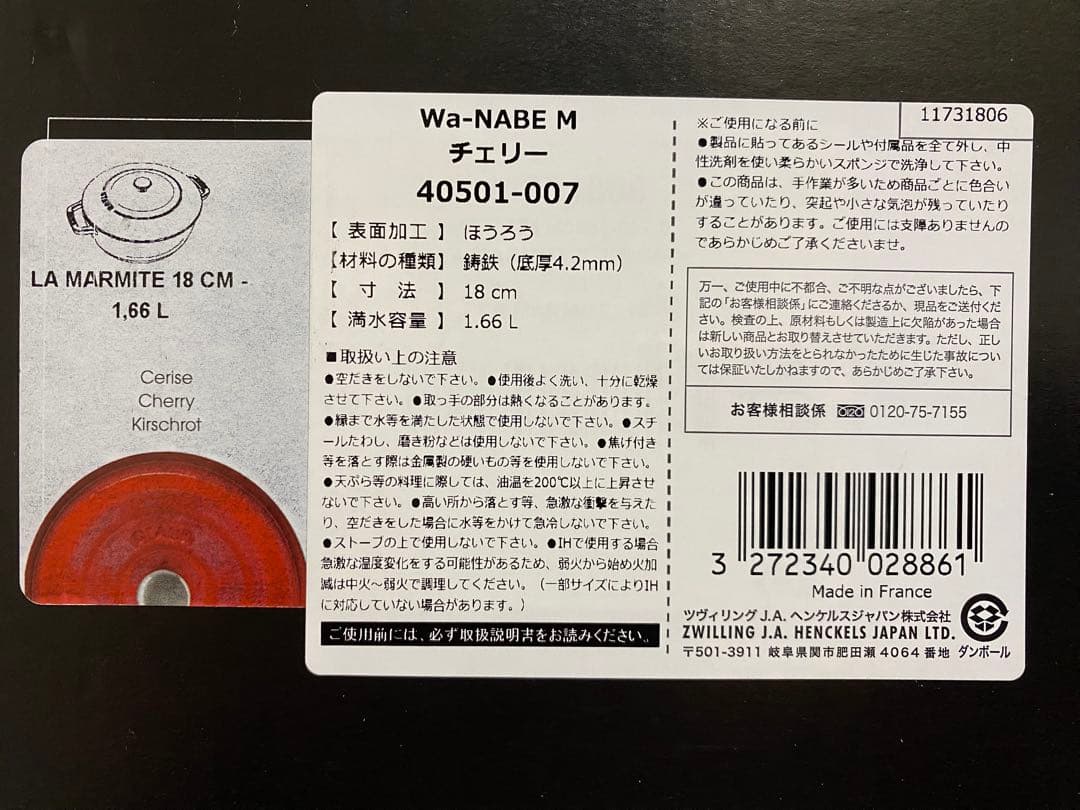 LA MARMITE 18 CM -
1,66 L
Cerise
Cherry
Kirschrot
Wa-NABE M
チェリー
40501-007
【 表面加工 】 ほうろう
【材料の種類】 鋳鉄（底厚4.2mm）
【 寸 法 】 18 cm
【 満水容量 】 1.66 L
■取扱い上の注意
●空だきをしないで下さい。●使用後よく洗い、十分に乾燥
させて下さい。●取っ手の部分は熱くなることがあります。
●縁まで水等を満たした状態で使用しないで下さい。●スチ
ールたわし、磨き粉などは使用しないで下さい。●焦げ付き
等を落とす際は金属製の硬いもの等を使用しないで下さい。
●天ぷら等の料理に際しては、油温を200℃以上に上昇させ
ないで下さい。●高い所から落とす等、急激な衝撃を与えた
り、空だきをした場合に水等をかけて急冷しないで下さい。
●ストーブの上で使用しないで下さい。●IHで使用する場合
急激な温度変化をする可能性があるため、弱火から始め火加
減は中火～弱火で調理してください。（一部サイズによりIH
に対応していない場合があります。）
ご使用前には、必ず取扱説明書をお読みください。
11731806
※ご使用になる前に
●製品に貼ってあるシールや付属品を全て外し、中
性洗剤を使い柔らかいスポンジで洗浄して下さい。
●この商品は、手作業が多いため商品ごとに色合い
が違っていたり、突起や小さな気泡が残っていたり
することがあります。ご使用には支障ありませんの
であらかじめご了承くださいませ。
万一、ご使用中に不都合、ご不明な点がございましたら、下
記の「お客様相談係」にご連絡くださるか、現品をご送付くださ
い。検査の上、原材料もしくは製造上に欠陥があった場合
は新しい商品とお取り替えさせていただきます。ただし、正し
いお取り扱い方法をとられなかったために生じた事故につい
ては保証いたしかねますので、あらかじめご了承下さい。
お客様相談係 0120-75-7155
3 272340 028861
Made in France
ツヴィリング J.A. ヘンケルスジャパン株式会社
ZWILLING J.A. HENCKELS JAPAN LTD.
〒501-3911 岐阜県関市肥田瀬 4064 番地 ダンボール